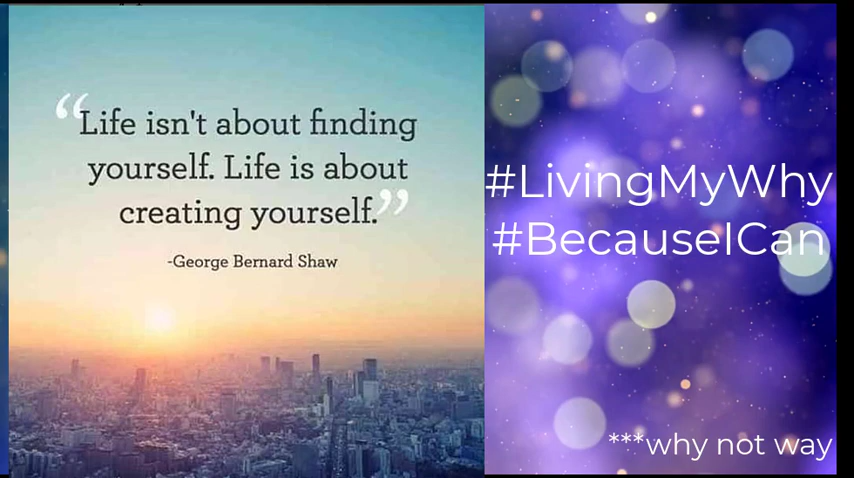 “Life isn't about finding
yourself. Life is about
creating yourself.”
-George Bernard Shaw
#LivingMyWhy
#BecauseICan
***why not way